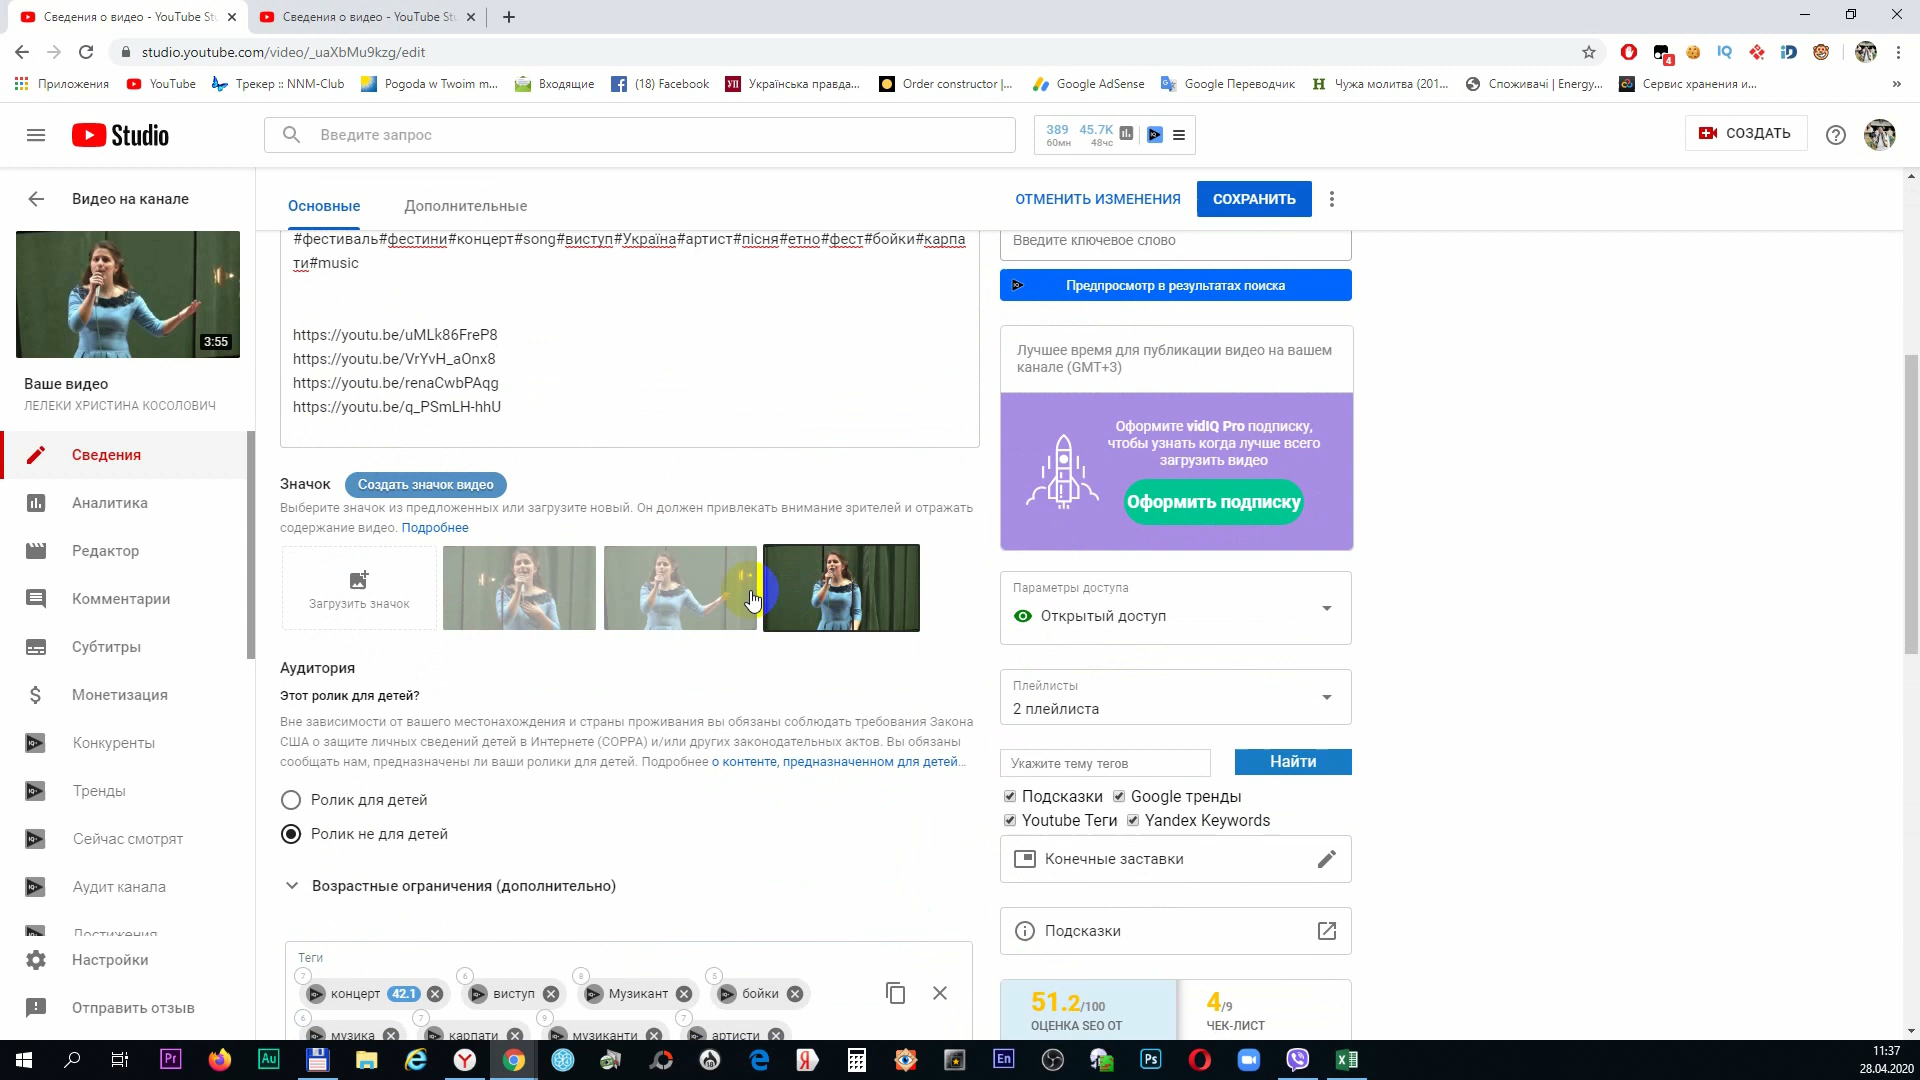 Сведения о видео - YouTube St
Сведения о видео - YouTube St
studio.youtube.com/video/_uaXbMu9kzg/edit
4
Приложения
YouTube
Трекер :: NNM-Club
Pogoda w Twoim m...
Входящие
(18) Facebook
Українська правда...
Order constructor |...
Google AdSense
Google Переводчик
Чужа молитва (201...
Споживачі | Energy...
Сервис хранения и...
Studio
Введите запрос
389 45.7K
60мн 48чс
СОЗДАТЬ
Видео на канале
3:55
Ваше видео
ЛЕЛЕКИ ХРИСТИНА КОСОЛОВИЧ
Сведения
Аналитика
Редактор
Комментарии
Субтитры
Монетизация
Конкуренты
Тренды
Сейчас смотрят
Аудит канала
Достижения
Настройки
Отправить отзыв
Основные
Дополнительные
ОТМЕНИТЬ ИЗМЕНЕНИЯ
СОХРАНИТЬ
#фестиваль#фестини#концерт#song#виступ#Україна#артист#пісня#етно#фест#бойки#карпа
ти#music
https://youtu.be/uMLk86FreP8
https://youtu.be/VrYvH_aOnx8
https://youtu.be/renaCwbPAqg
https://youtu.be/q_PSmLH-hhU
Значок
Создать значок видео
Выберите значок из предложенных или загрузите новый. Он должен привлекать внимание зрителей и отражать
содержание видео. Подробнее
Загрузить значок
Аудитория
Этот ролик для детей?
Вне зависимости от вашего местонахождения и страны проживания вы обязаны соблюдать требования Закона
США о защите личных сведений детей в Интернете (COPPA) и/или других законодательных актов. Вы обязаны
сообщать нам, предназначены ли ваши ролики для детей. Подробнее о контенте, предназначенном для детей...
Ролик для детей
Ролик не для детей
Возрастные ограничения (дополнительно)
Теги
7 6 8 5
концерт 42.1 виступ Музикант бойки
6 7 9 7
музика карпати музиканти артисти
Введите ключевое слово
Предпросмотр в результатах поиска
Лучшее время для публикации видео на вашем
канале (GMT+3)
Оформите vidIQ Pro подписку,
чтобы узнать когда лучше всего
загрузить видео
Оформить подписку
Параметры доступа
Открытый доступ
Плейлисты
2 плейлиста
Укажите тему тегов
Найти
Подсказки Google тренды
Youtube Теги Yandex Keywords
Конечные заставки
Подсказки
51.2/100
ОЦЕНКА SEO ОТ
4/9
ЧЕК-ЛИСТ
11:37
28.04.2020